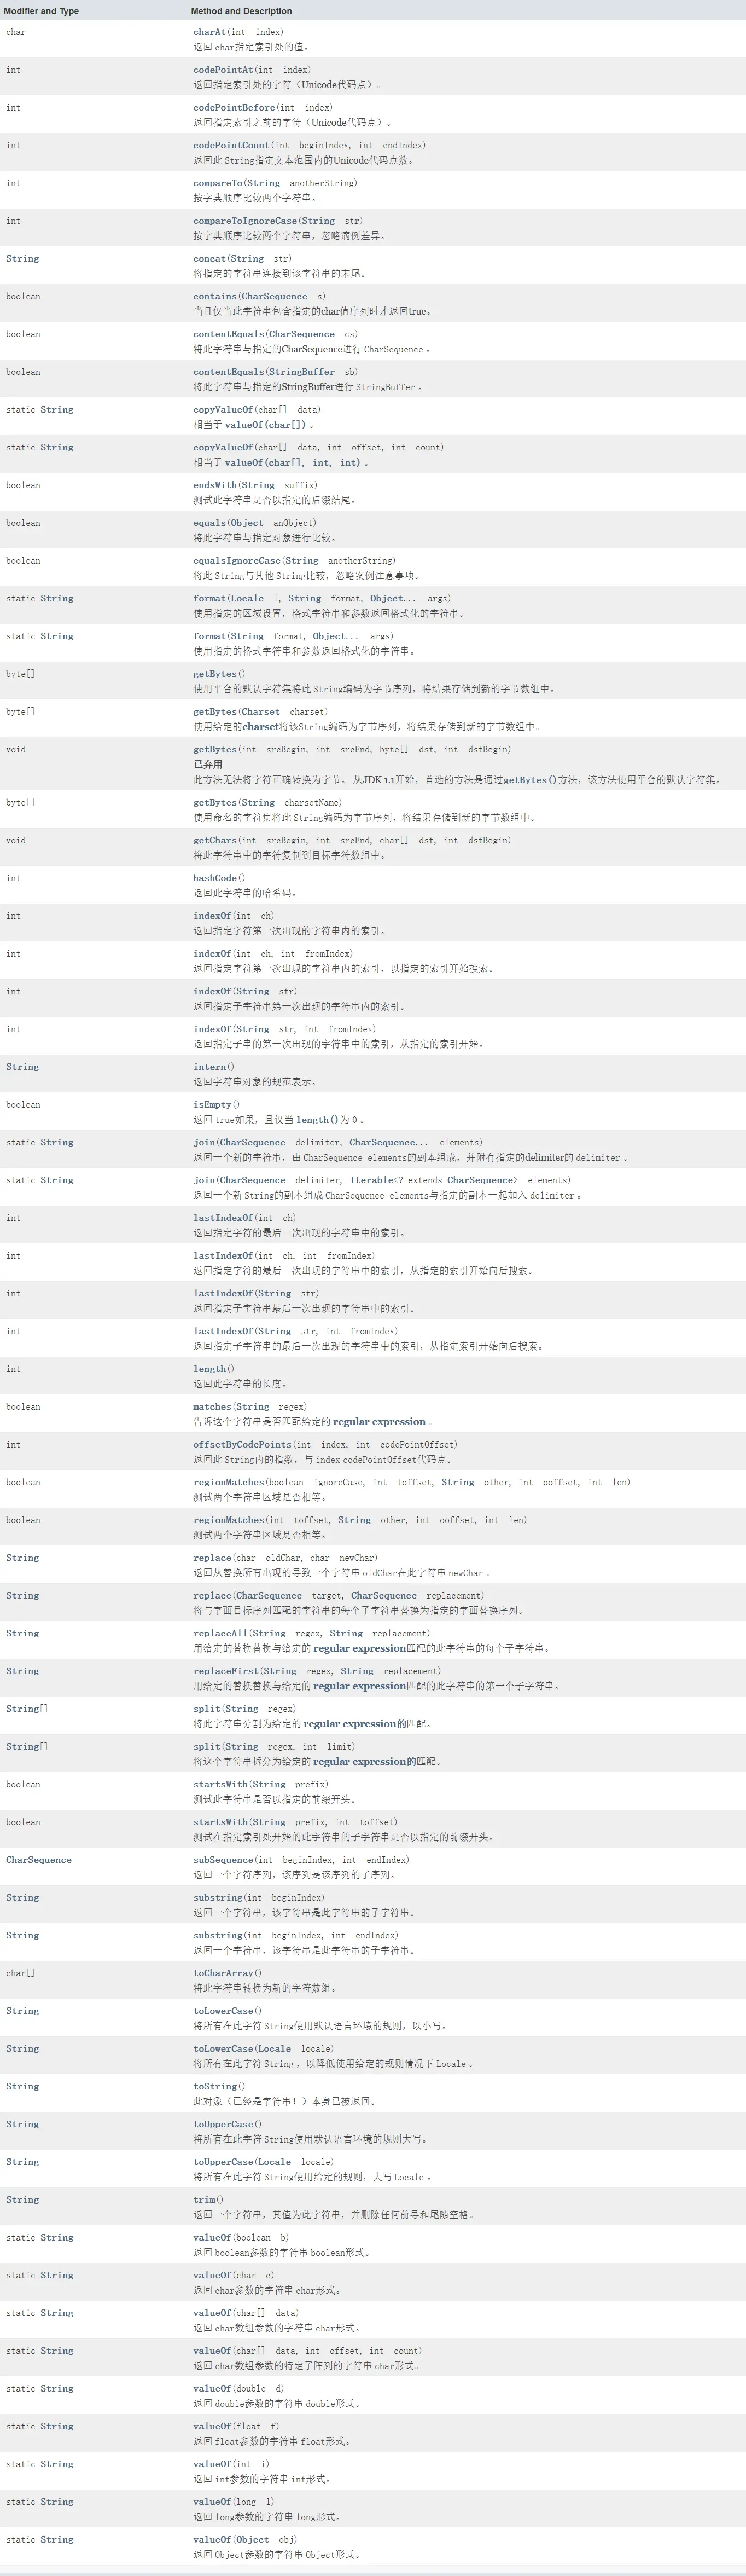 Modifier and Type Method and Description
char charAt(int index)
返回 char指定索引处的值。
int codePointAt(int index)
返回指定索引处的字符（Unicode代码点）。
int codePointBefore(int index)
返回指定索引之前的字符（Unicode代码点）。
int codePointCount(int beginIndex, int endIndex)
返回此 String指定文本范围内的Unicode代码点数。
int compareTo(String anotherString)
按字典顺序比较两个字符串。
int compareToIgnoreCase(String str)
按字典顺序比较两个字符串，忽略病例差异。
String concat(String str)
将指定的字符串连接到该字符串的末尾。
boolean contains(CharSequence s)
当且仅当此字符串包含指定的char值序列时才返回true。
boolean contentEquals(CharSequence cs)
将此字符串与指定的CharSequence进行 CharSequence 。
boolean contentEquals(StringBuffer sb)
将此字符串与指定的StringBuffer进行 StringBuffer 。
static String copyValueOf(char[] data)
相当于 valueOf(char[]) 。
static String copyValueOf(char[] data, int offset, int count)
相当于 valueOf(char[], int, int) 。
boolean endsWith(String suffix)
测试此字符串是否以指定的后缀结尾。
boolean equals(Object anObject)
将此字符串与指定对象进行比较。
boolean equalsIgnoreCase(String anotherString)
将此 String与其他 String比较，忽略案例注意事项。
static String format(Locale l, String format, Object... args)
使用指定的区域设置，格式字符串和参数返回格式化的字符串。
static String format(String format, Object... args)
使用指定的格式字符串和参数返回格式化的字符串。
byte[] getBytes()
使用平台的默认字符集将此 String编码为字节序列，将结果存储到新的字节数组中。
byte[] getBytes(Charset charset)
使用给定的charset将该String编码为字节序列，将结果存储到新的字节数组中。
void getBytes(int srcBegin, int srcEnd, byte[] dst, int dstBegin)
已弃用
此方法无法将字符正确转换为字节。 从JDK 1.1开始，首选的方法是通过getBytes()方法，该方法使用平台的默认字符集。
byte[] getBytes(String charsetName)
使用命名的字符集将此 String编码为字节序列，将结果存储到新的字节数组中。
void getChars(int srcBegin, int srcEnd, char[] dst, int dstBegin)
将此字符串中的字符复制到目标字符数组中。
int hashCode()
返回此字符串的哈希码。
int indexOf(int ch)
返回指定字符第一次出现的字符串内的索引。
int indexOf(int ch, int fromIndex)
返回指定字符第一次出现的字符串内的索引，以指定的索引开始搜索。
int indexOf(String str)
返回指定子字符串第一次出现的字符串内的索引。
int indexOf(String str, int fromIndex)
返回指定子串的第一次出现的字符串中的索引，从指定的索引开始。
String intern()
返回字符串对象的规范表示。
boolean isEmpty()
返回 true如果，且仅当 length()为 0 。
static String join(CharSequence delimiter, CharSequence... elements)
返回一个新的字符串，由 CharSequence elements的副本组成，并附有指定的delimiter的 delimiter 。
static String join(CharSequence delimiter, Iterable<? extends CharSequence> elements)
返回一个新 String的副本组成 CharSequence elements与指定的副本一起加入 delimiter 。
int lastIndexOf(int ch)
返回指定字符的最后一次出现的字符串中的索引。
int lastIndexOf(int ch, int fromIndex)
返回指定字符的最后一次出现的字符串中的索引，从指定的索引开始向后搜索。
int lastIndexOf(String str)
返回指定子字符串最后一次出现的字符串中的索引。
int lastIndexOf(String str, int fromIndex)
返回指定子字符串的最后一次出现的字符串中的索引，从指定索引开始向后搜索。
int length()
返回此字符串的长度。
boolean matches(String regex)
告诉这个字符串是否匹配给定的 regular expression 。
int offsetByCodePoints(int index, int codePointOffset)
返回此 String内的指数，与 index codePointOffset代码点。
boolean regionMatches(boolean ignoreCase, int toffset, String other, int ooffset, int len)
测试两个字符串区域是否相等。
boolean regionMatches(int toffset, String other, int ooffset, int len)
测试两个字符串区域是否相等。
String replace(char oldChar, char newChar)
返回从替换所有出现的导致一个字符串 oldChar在此字符串 newChar 。
String replace(CharSequence target, CharSequence replacement)
将与字面目标序列匹配的字符串的每个子字符串替换为指定的字面替换序列。
String replaceAll(String regex, String replacement)
用给定的替换替换与给定的 regular expression匹配的此字符串的每个子字符串。
String replaceFirst(String regex, String replacement)
用给定的替换替换与给定的 regular expression匹配的此字符串的第一个子字符串。
String[] split(String regex)
将此字符串分割为给定的 regular expression的匹配。
String[] split(String regex, int limit)
将这个字符串拆分为给定的 regular expression的匹配。
boolean startsWith(String prefix)
测试此字符串是否以指定的前缀开头。
boolean startsWith(String prefix, int toffset)
测试在指定索引处开始的此字符串的子字符串是否以指定的前缀开头。
CharSequence subSequence(int beginIndex, int endIndex)
返回一个字符序列，该序列是该序列的子序列。
String substring(int beginIndex)
返回一个字符串，该字符串是此字符串的子字符串。
String substring(int beginIndex, int endIndex)
返回一个字符串，该字符串是此字符串的子字符串。
char[] toCharArray()
将此字符串转换为新的字符数组。
String toLowerCase()
将所有在此字符 String使用默认语言环境的规则，以小写。
String toLowerCase(Locale locale)
将所有在此字符 String ，以降低使用给定的规则情况下 Locale 。
String toString()
此对象（已经是字符串！）本身已被返回。
String toUpperCase()
将所有在此字符 String使用默认语言环境的规则大写。
String toUpperCase(Locale locale)
将所有在此字符 String使用给定的规则，大写 Locale 。
String trim()
返回一个字符串，其值为此字符串，并删除任何前导和尾随空格。
static String valueOf(boolean b)
返回 boolean参数的字符串 boolean形式。
static String valueOf(char c)
返回 char参数的字符串 char形式。
static String valueOf(char[] data)
返回 char数组参数的字符串 char形式。
static String valueOf(char[] data, int offset, int count)
返回 char数组参数的特定子阵列的字符串 char形式。
static String valueOf(double d)
返回 double参数的字符串 double形式。
static String valueOf(float f)
返回 float参数的字符串 float形式。
static String valueOf(int i)
返回 int参数的字符串 int形式。
static String valueOf(long l)
返回 long参数的字符串 long形式。
static String valueOf(Object obj)
返回 Object参数的字符串 Object形式。